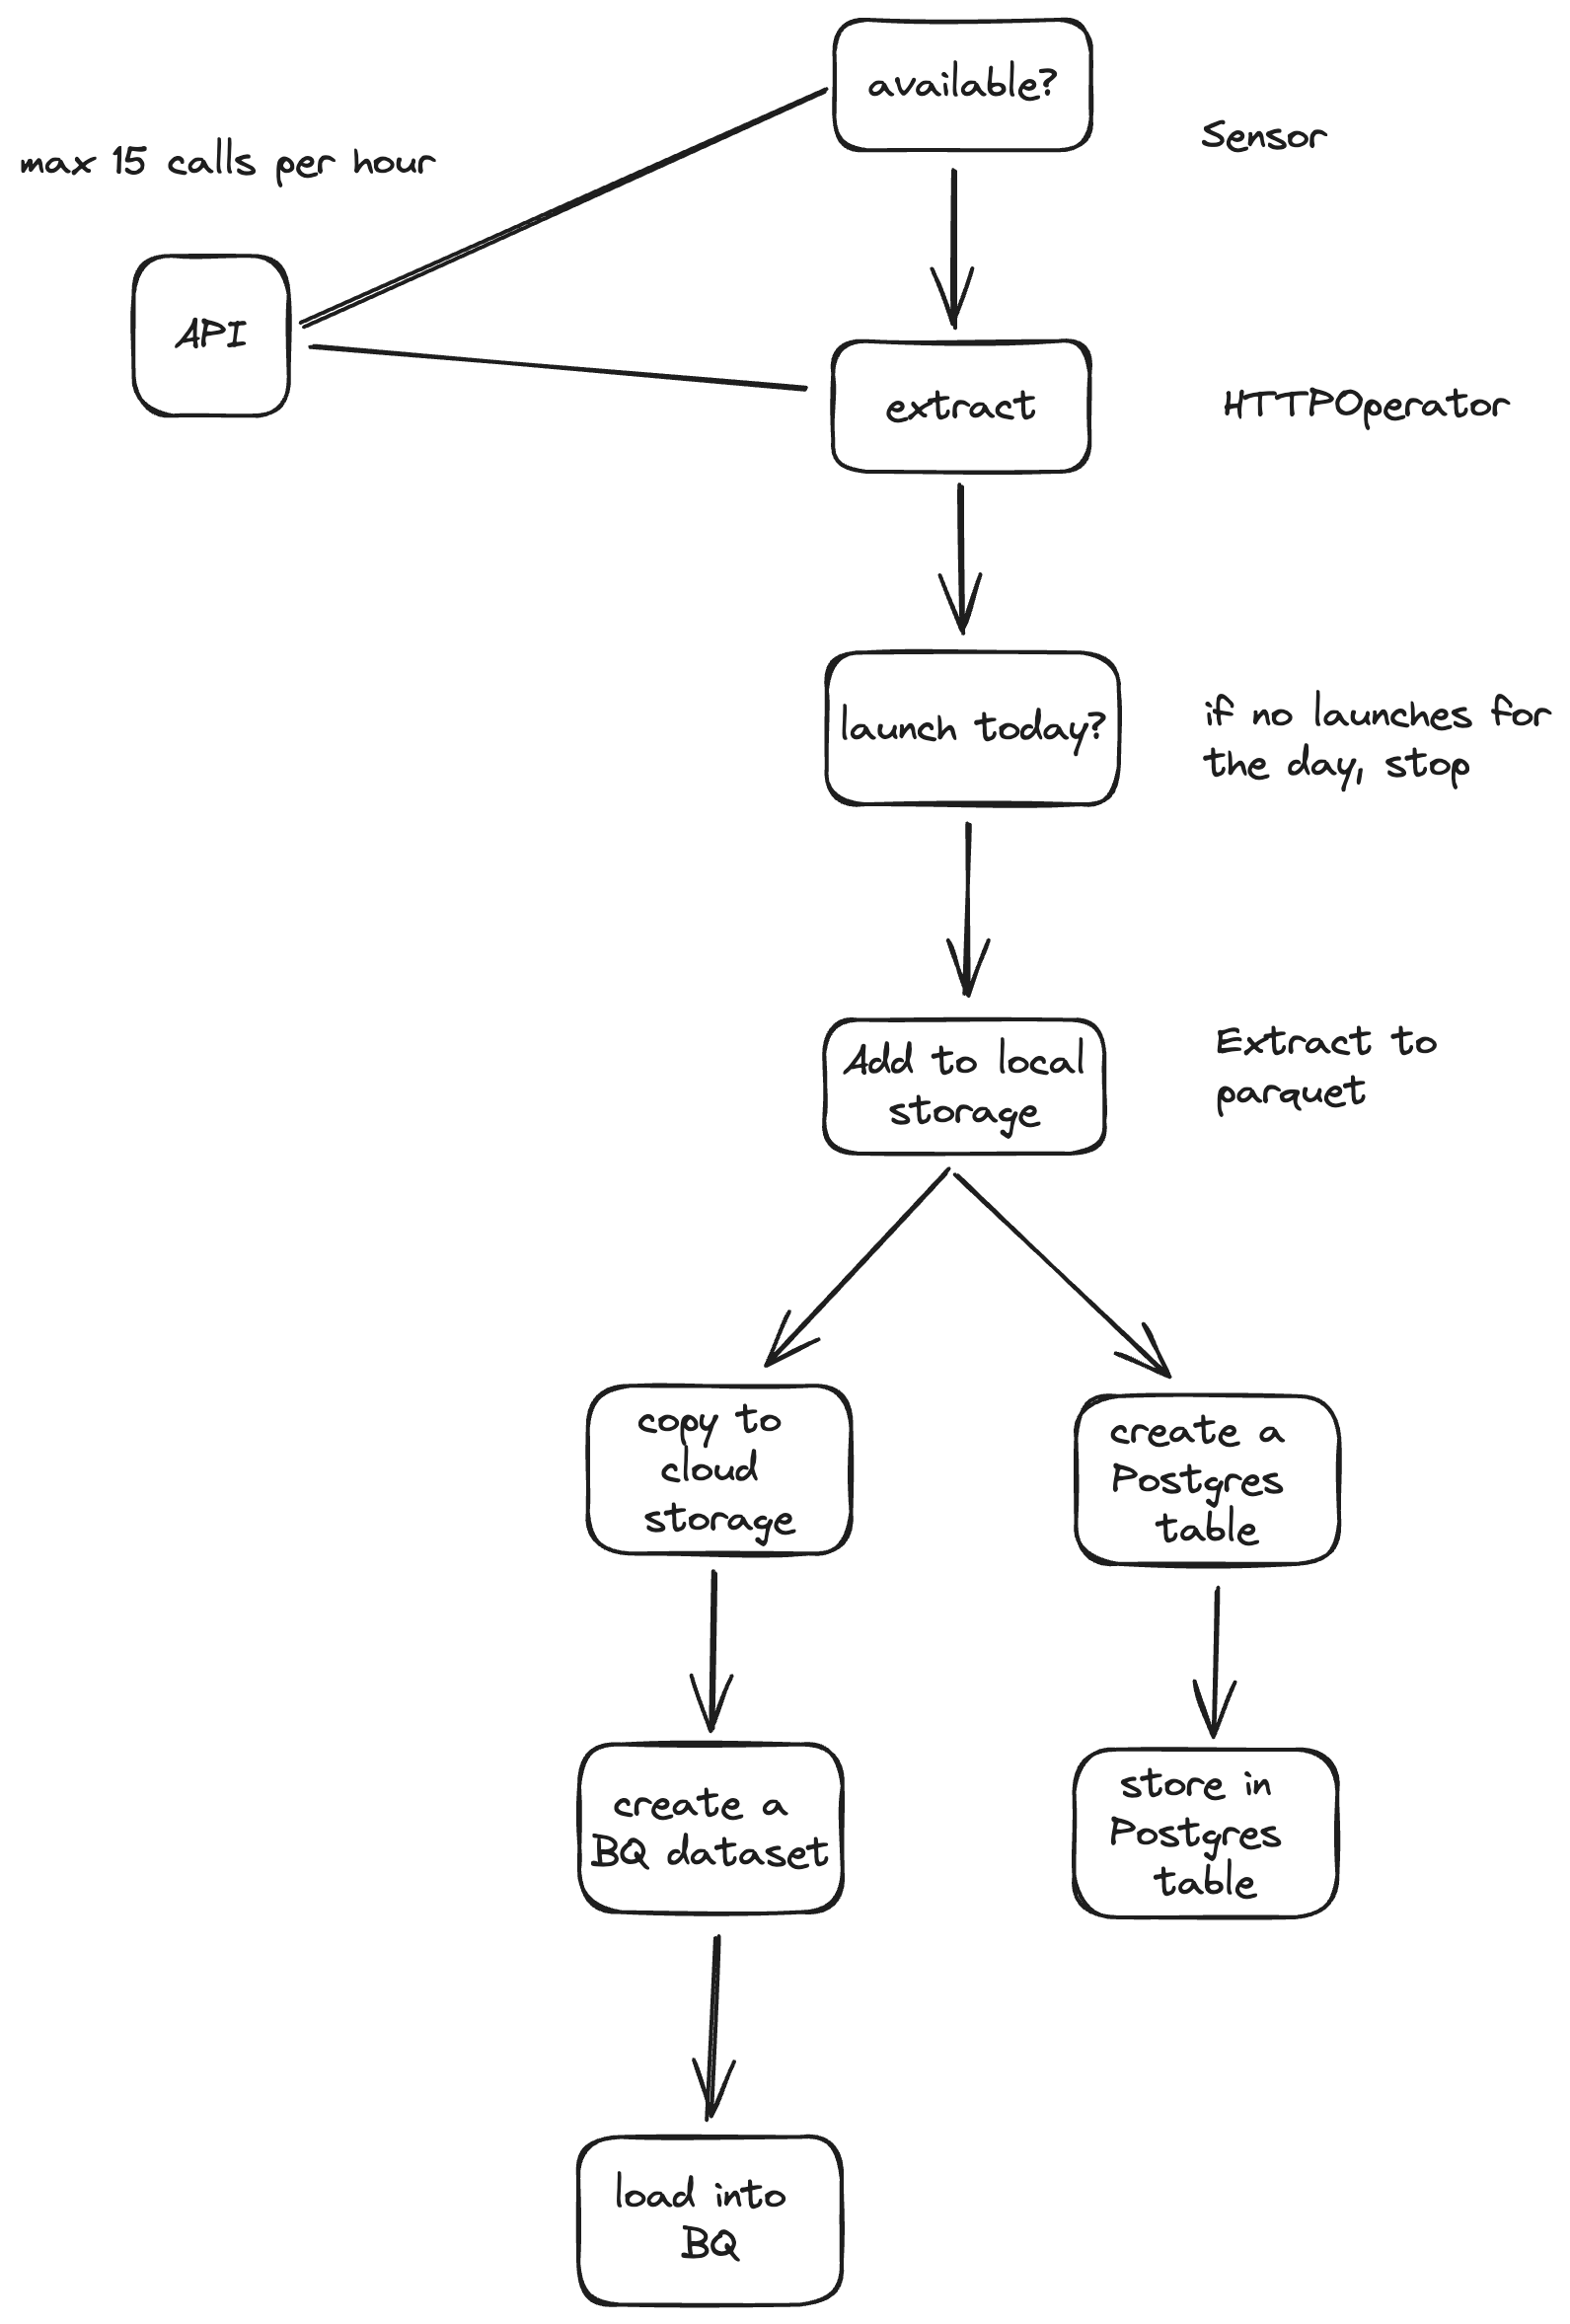 available?
Sensor
max 15 calls per hour
API
extract
HTTPOperator
launch today?
if no launches for
the day, stop
Add to local
storage
Extract to
parquet
copy to
cloud
storage
create a
Postgres
table
create a
BQ dataset
store in
Postgres
table
load into
BQ